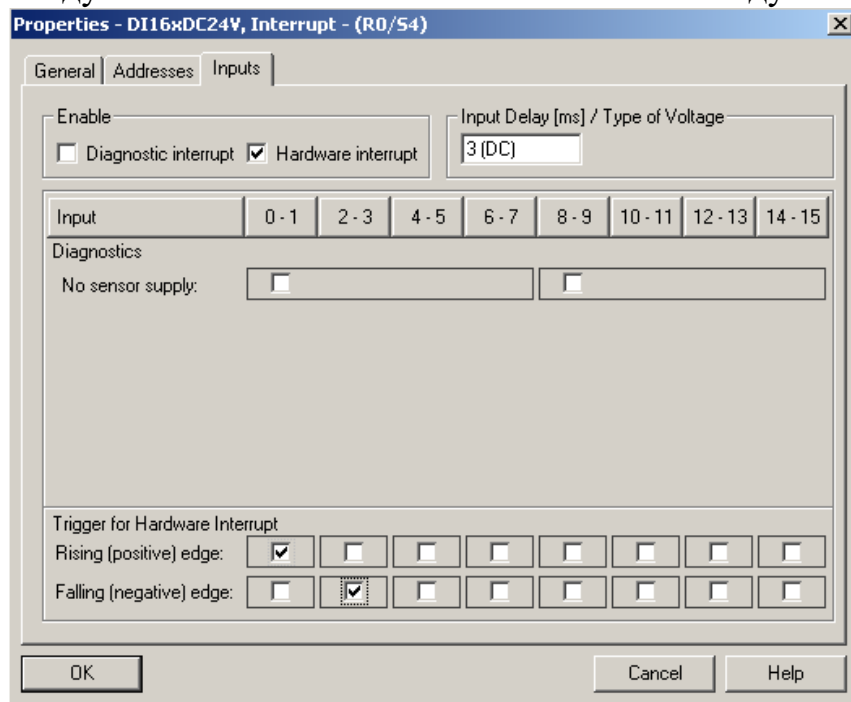 Properties - DI16xDC24V, Interrupt - (R0/S4)
General Addresses Inputs
Enable
Input Delay [ms] / Type of Voltage
Diagnostic interrupt Hardware interrupt
3 (DC)
Input 0 - 1 2 - 3 4 - 5 6 - 7 8 - 9 10 - 11 12 - 13 14 - 15
Diagnostics
No sensor supply:
Trigger for Hardware Interrupt
Rising (positive) edge:
Falling (negative) edge:
OK Cancel Help